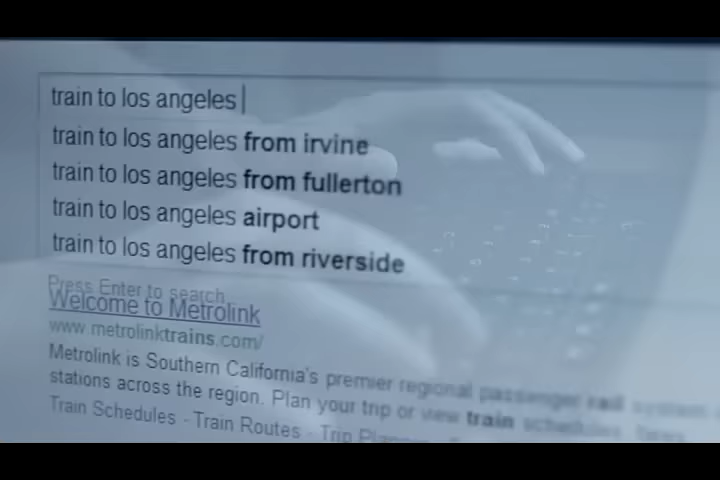 train to los angeles
train to los angeles from irvine
train to los angeles from fullerton
train to los angeles airport
train to los angeles from riverside
Press Enter to search.
Welcome to Metrolink
www.metrolinktrains.com/
Metrolink is Southern California's premier regional passenger rail system
stations across the region. Plan your trip or view train schedules,
Train Schedules - Train Routes - Trip